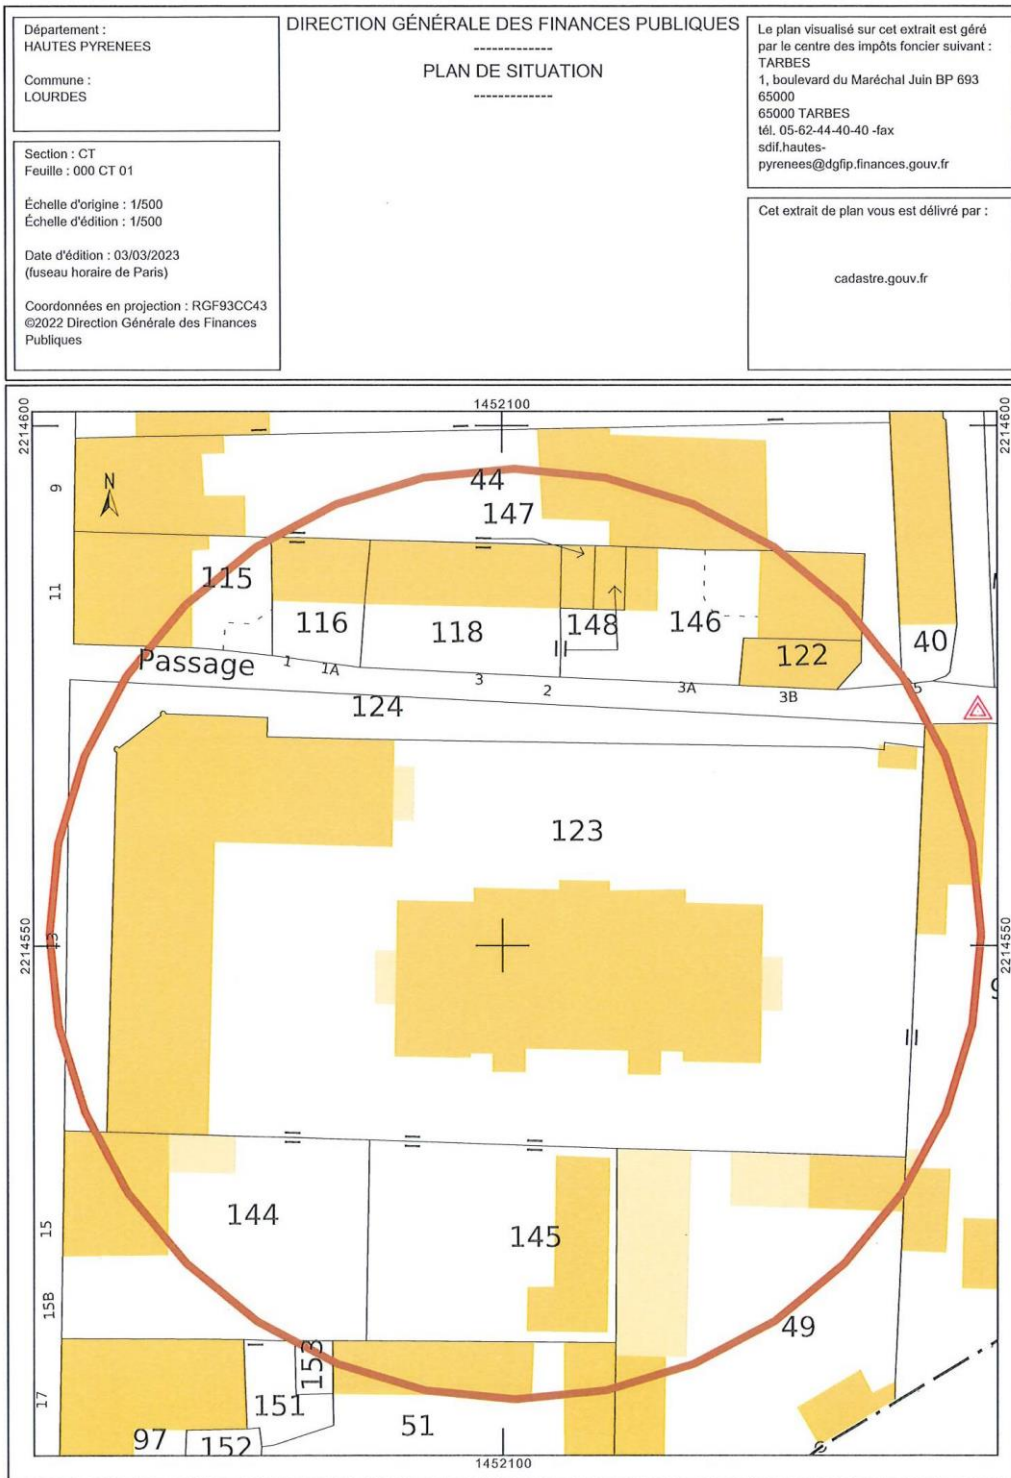 Département :
HAUTES PYRENEES
Commune :
LOURDES
Section : CT
Feuille : 000 CT 01
Échelle d'origine : 1/500
Échelle d'édition : 1/500
Date d'édition : 03/03/2023
(fuseau horaire de Paris)
Coordonnées en projection : RGF93CC43
©2022 Direction Générale des Finances
Publiques
DIRECTION GÉNÉRALE DES FINANCES PUBLIQUES
-------------
PLAN DE SITUATION
-------------
Le plan visualisé sur cet extrait est géré
par le centre des impôts foncier suivant :
TARBES
1, boulevard du Maréchal Juin BP 693
65000
65000 TARBES
tél. 05-62-44-40-40 -fax
sdif.hautes-
pyrenees@dgfip.finances.gouv.fr
Cet extrait de plan vous est délivré par :
cadastre.gouv.fr
1452100
2214600
2214600
N
9
44
147
11
115
116
118
148
146
122
40
Passage
1
1A
3
2
3A
3B
5
124
123
2214550
13
2214550
9
144
145
15
15B
49
153
17
151
51
97
152
1452100